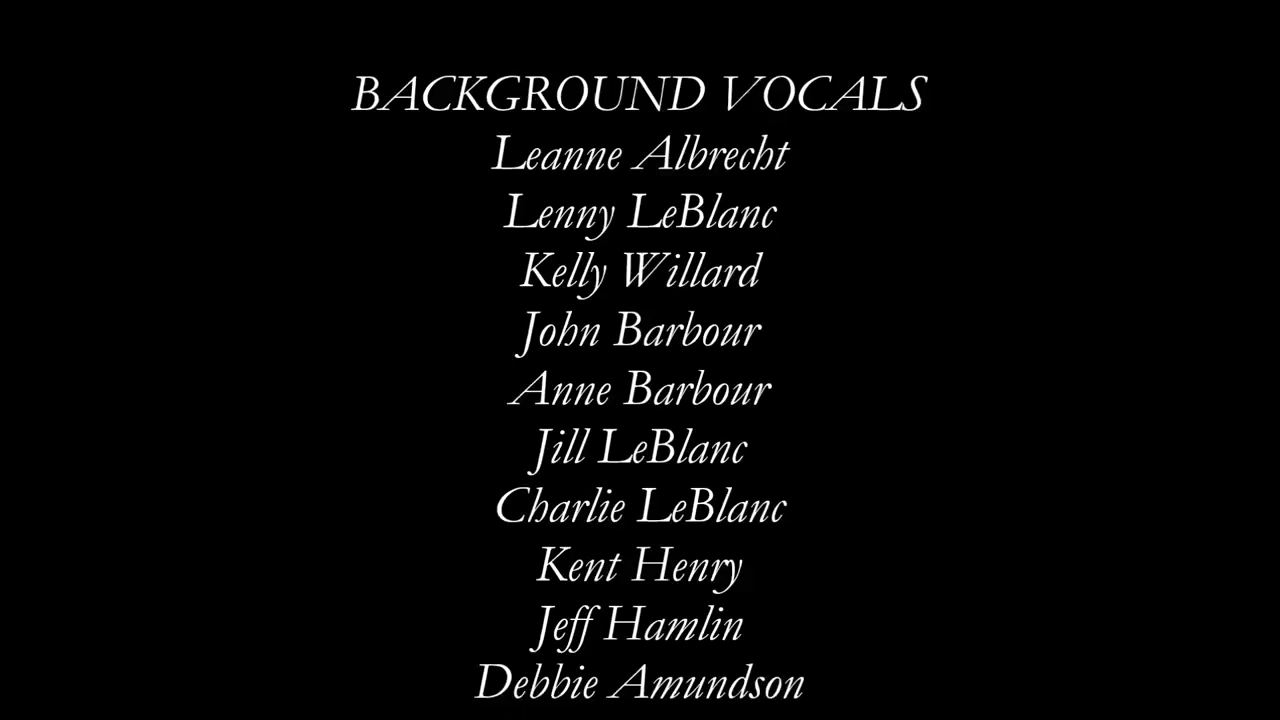 BACKGROUND VOCALS
Leanne Albrecht
Lenny LeBlanc
Kelly Willard
John Barbour
Anne Barbour
Jill LeBlanc
Charlie LeBlanc
Kent Henry
Jeff Hamlin
Debbie Amundson